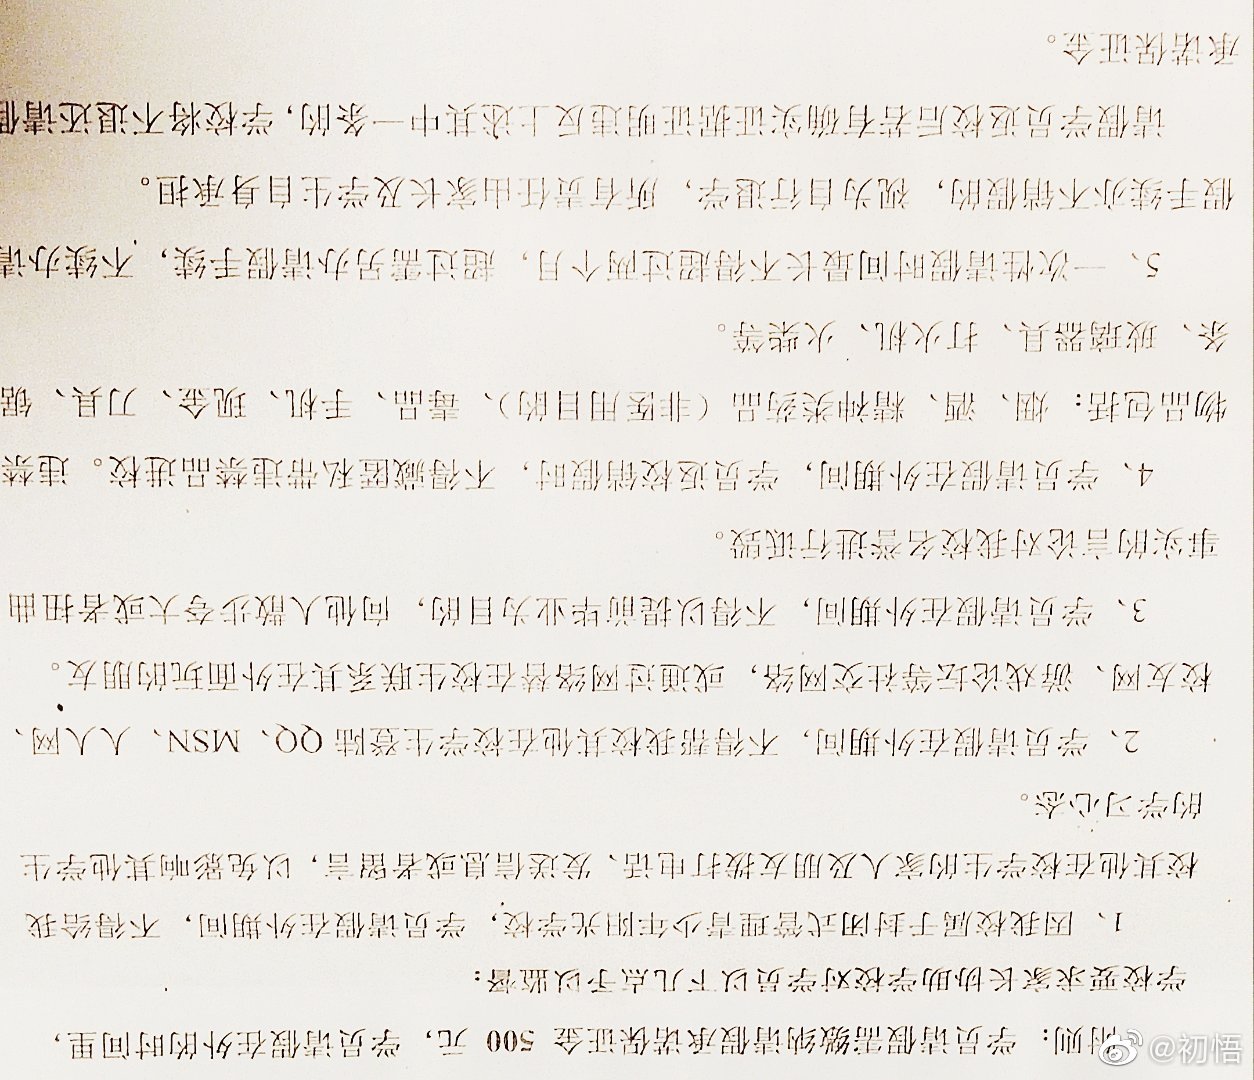 附则：学员请假需缴纳请假承诺保证金 500 元，学员请假在外的时间里，
学校要求家长协助学校对学员以下几点予以监督：
1、因我校属于封闭式管理青少年阳光学校，学员请假在外期间，不得给我
校其他在校学生的家人及朋友拨打电话、发送信息或者留言，以免影响其他学生
的学习心态。
2、学员请假在外期间，不得帮我校其他在校学生登陆 QQ、MSN、人人网、
校友网、游戏论坛等社交网络，或通过网络替在校生联系其在外面玩的朋友。
3、学员请假在外期间，不得以提前毕业为目的，向他人散步夸大或者扭曲
事实的言论对我校名誉进行诋毁。
4、学员请假在外期间，学员返校销假时，不得藏匿私带违禁品进校。违禁
物品包括：烟、酒、精神类药品（非医用目的）、毒品、手机、现金、刀具、锯
条、玻璃器具、打火机、火柴等。
5、一次性请假时间最长不得超过两个月，超过需另办请假手续，不续办请
假手续亦不销假的，视为自行退学，所有责任由家长及学生自身承担。
请假学员返校后若有确实证据证明违反上述其中一条的，学校将不退还请假
承诺保证金。
@初悟